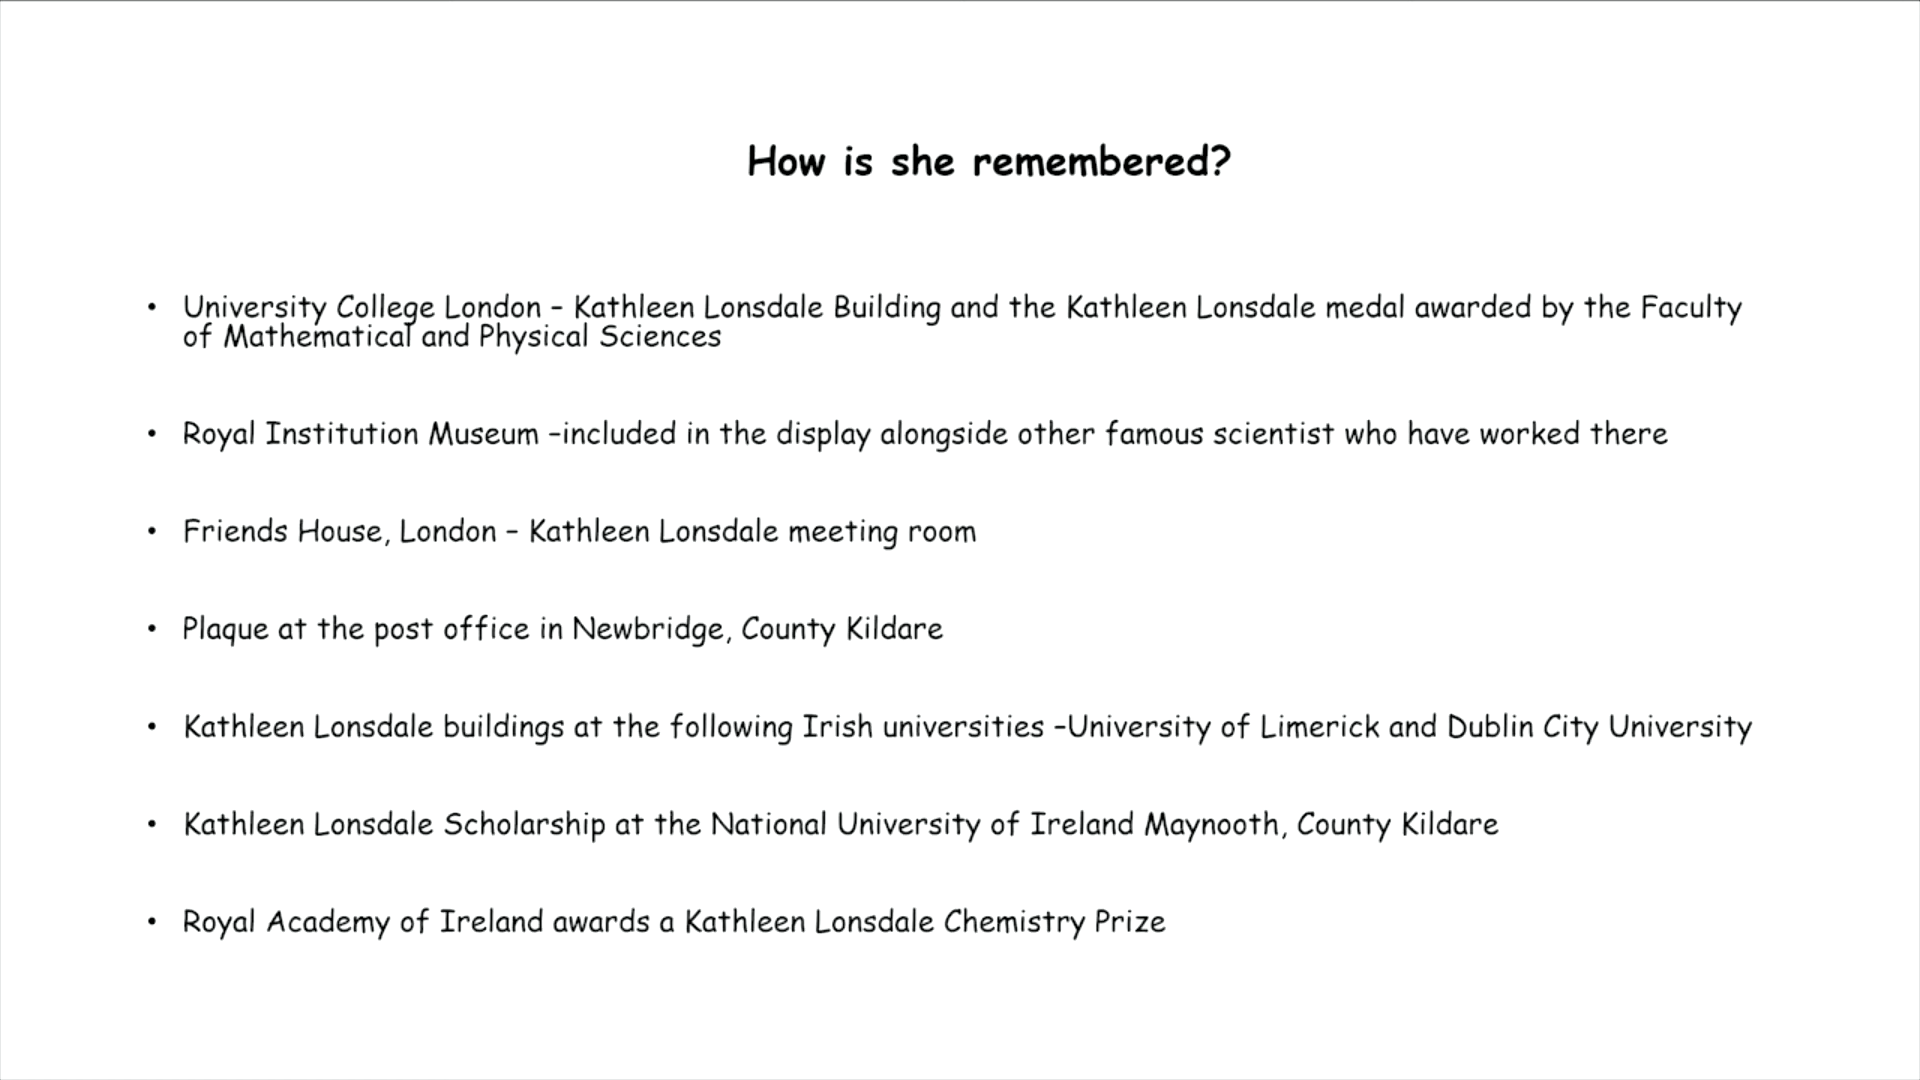 How is she remembered?
• University College London – Kathleen Lonsdale Building and the Kathleen Lonsdale medal awarded by the Faculty
of Mathematical and Physical Sciences
• Royal Institution Museum –included in the display alongside other famous scientist who have worked there
• Friends House, London – Kathleen Lonsdale meeting room
• Plaque at the post office in Newbridge, County Kildare
• Kathleen Lonsdale buildings at the following Irish universities –University of Limerick and Dublin City University
• Kathleen Lonsdale Scholarship at the National University of Ireland Maynooth, County Kildare
• Royal Academy of Ireland awards a Kathleen Lonsdale Chemistry Prize